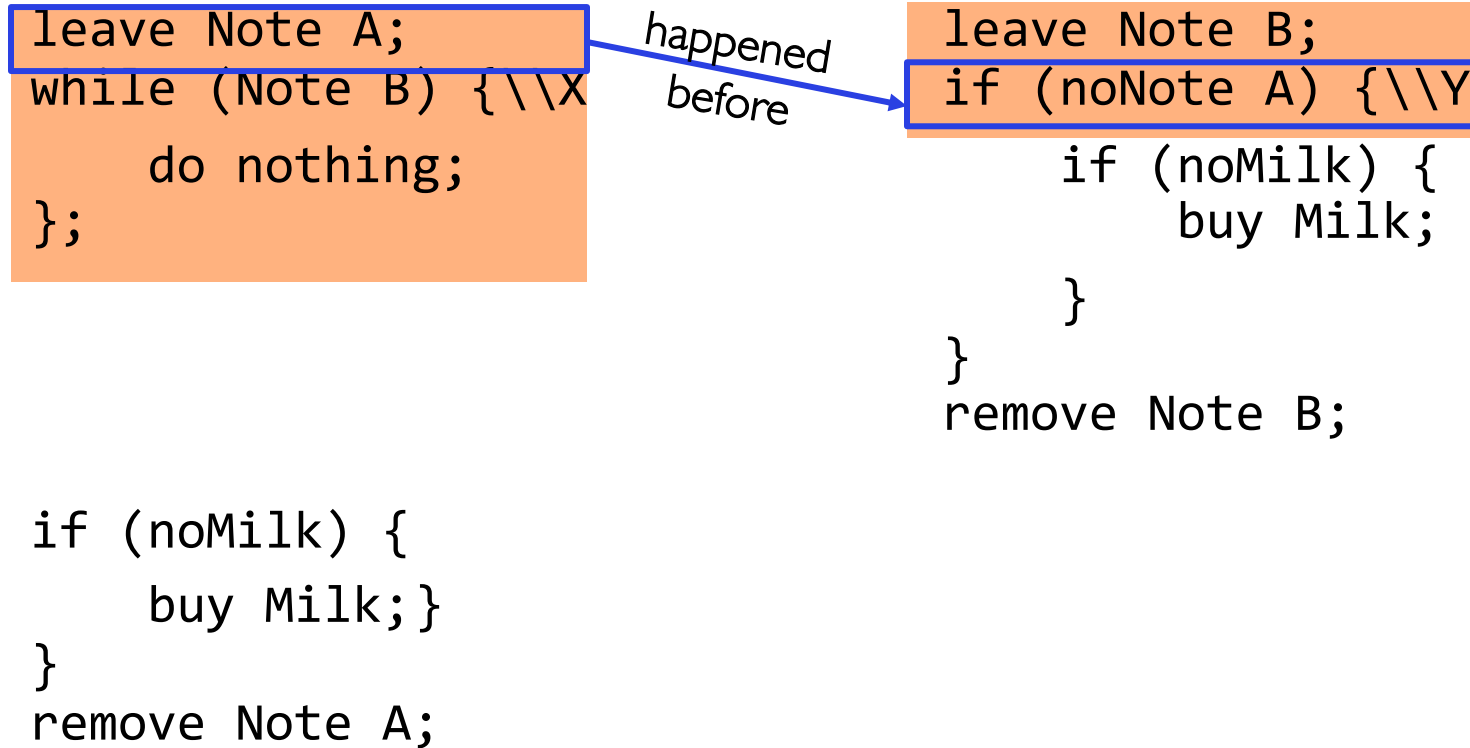 leave Note A;
while (Note B) {\\X
do nothing;
};
if (noMilk) {
buy Milk;}
}
remove Note A;
happened
before
leave Note B;
if (noNote A) {\\Y
if (noMilk) {
buy Milk;
}
}
remove Note B;